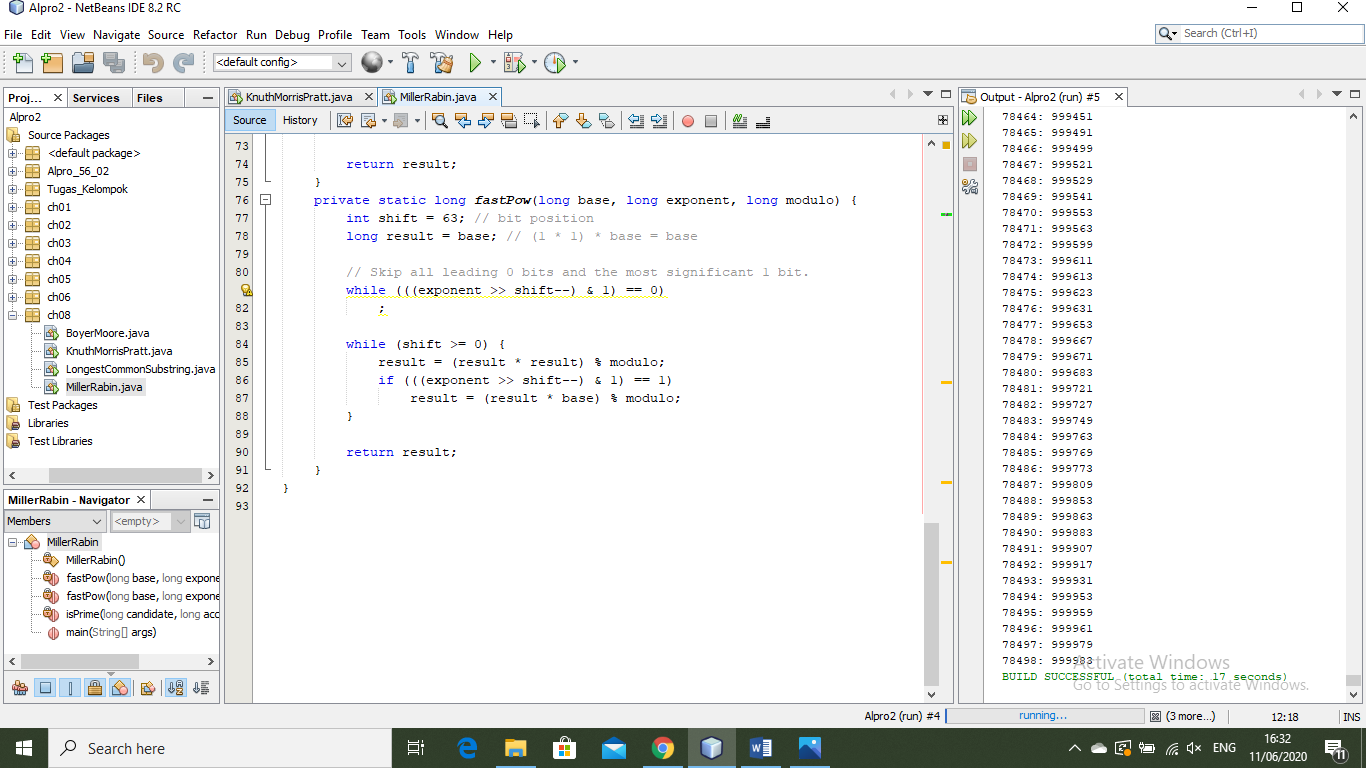 Alpro2 - NetBeans IDE 8.2 RC
File Edit View Navigate Source Refactor Run Debug Profile Team Tools Window Help
Search (Ctrl+I)
<default config>
Proj... Services Files
Alpro2
Source Packages
<default package>
Alpro_56_02
Tugas_Kelompok
ch01
ch02
ch03
ch04
ch05
ch06
ch08
BoyerMoore.java
KnuthMorrisPratt.java
LongestCommonSubstring.java
MillerRabin.java
Test Packages
Libraries
Test Libraries
MillerRabin - Navigator
Members <empty>
MillerRabin
MillerRabin()
fastPow(long base, long expone
fastPow(long base, long expone
isPrime(long candidate, long acc
main(String[] args)
KnuthMorrisPratt.java MillerRabin.java
Source History
73
74 return result;
75 }
76 private static long fastPow(long base, long exponent, long modulo) {
77 int shift = 63; // bit position
78 long result = base; // (1 * 1) * base = base
79
80 // Skip all leading 0 bits and the most significant 1 bit.
while (((exponent >> shift--) & 1) == 0)
82 ;
83
84 while (shift >= 0) {
85 result = (result * result) % modulo;
86 if (((exponent >> shift--) & 1) == 1)
87 result = (result * base) % modulo;
88 }
89
90 return result;
91 }
92 }
93
Output - Alpro2 (run) #5
78464: 999451
78465: 999491
78466: 999499
78467: 999521
78468: 999529
78469: 999541
78470: 999553
78471: 999563
78472: 999599
78473: 999611
78474: 999613
78475: 999623
78476: 999631
78477: 999653
78478: 999667
78479: 999671
78480: 999683
78481: 999721
78482: 999727
78483: 999749
78484: 999763
78485: 999769
78486: 999773
78487: 999809
78488: 999853
78489: 999863
78490: 999883
78491: 999907
78492: 999917
78493: 999931
78494: 999953
78495: 999959
78496: 999961
78497: 999979
78498: 999983
BUILD SUCCESSFUL (total time: 17 seconds)
Activate Windows
Go to Settings to activate Windows.
Alpro2 (run) #4 running... (3 more...) 12:18 INS
Search here
ENG
16:32
11/06/2020
11